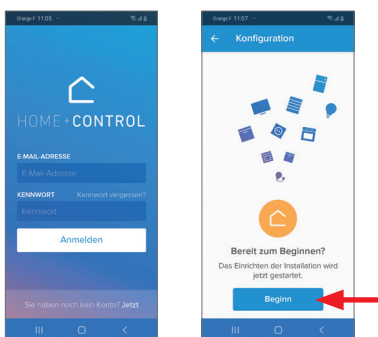 Orange F 11:05
HOME+CONTROL
E-MAIL-ADRESSE
E-Mail-Adresse
KENNWORT Kennwort vergessen?
Kennwort
Anmelden
Sie haben noch kein Konto? Jetzt
Orange F 11:07
Konfiguration
Bereit zum Beginnen?
Das Einrichten der Installation wird
jetzt gestartet.
Beginn